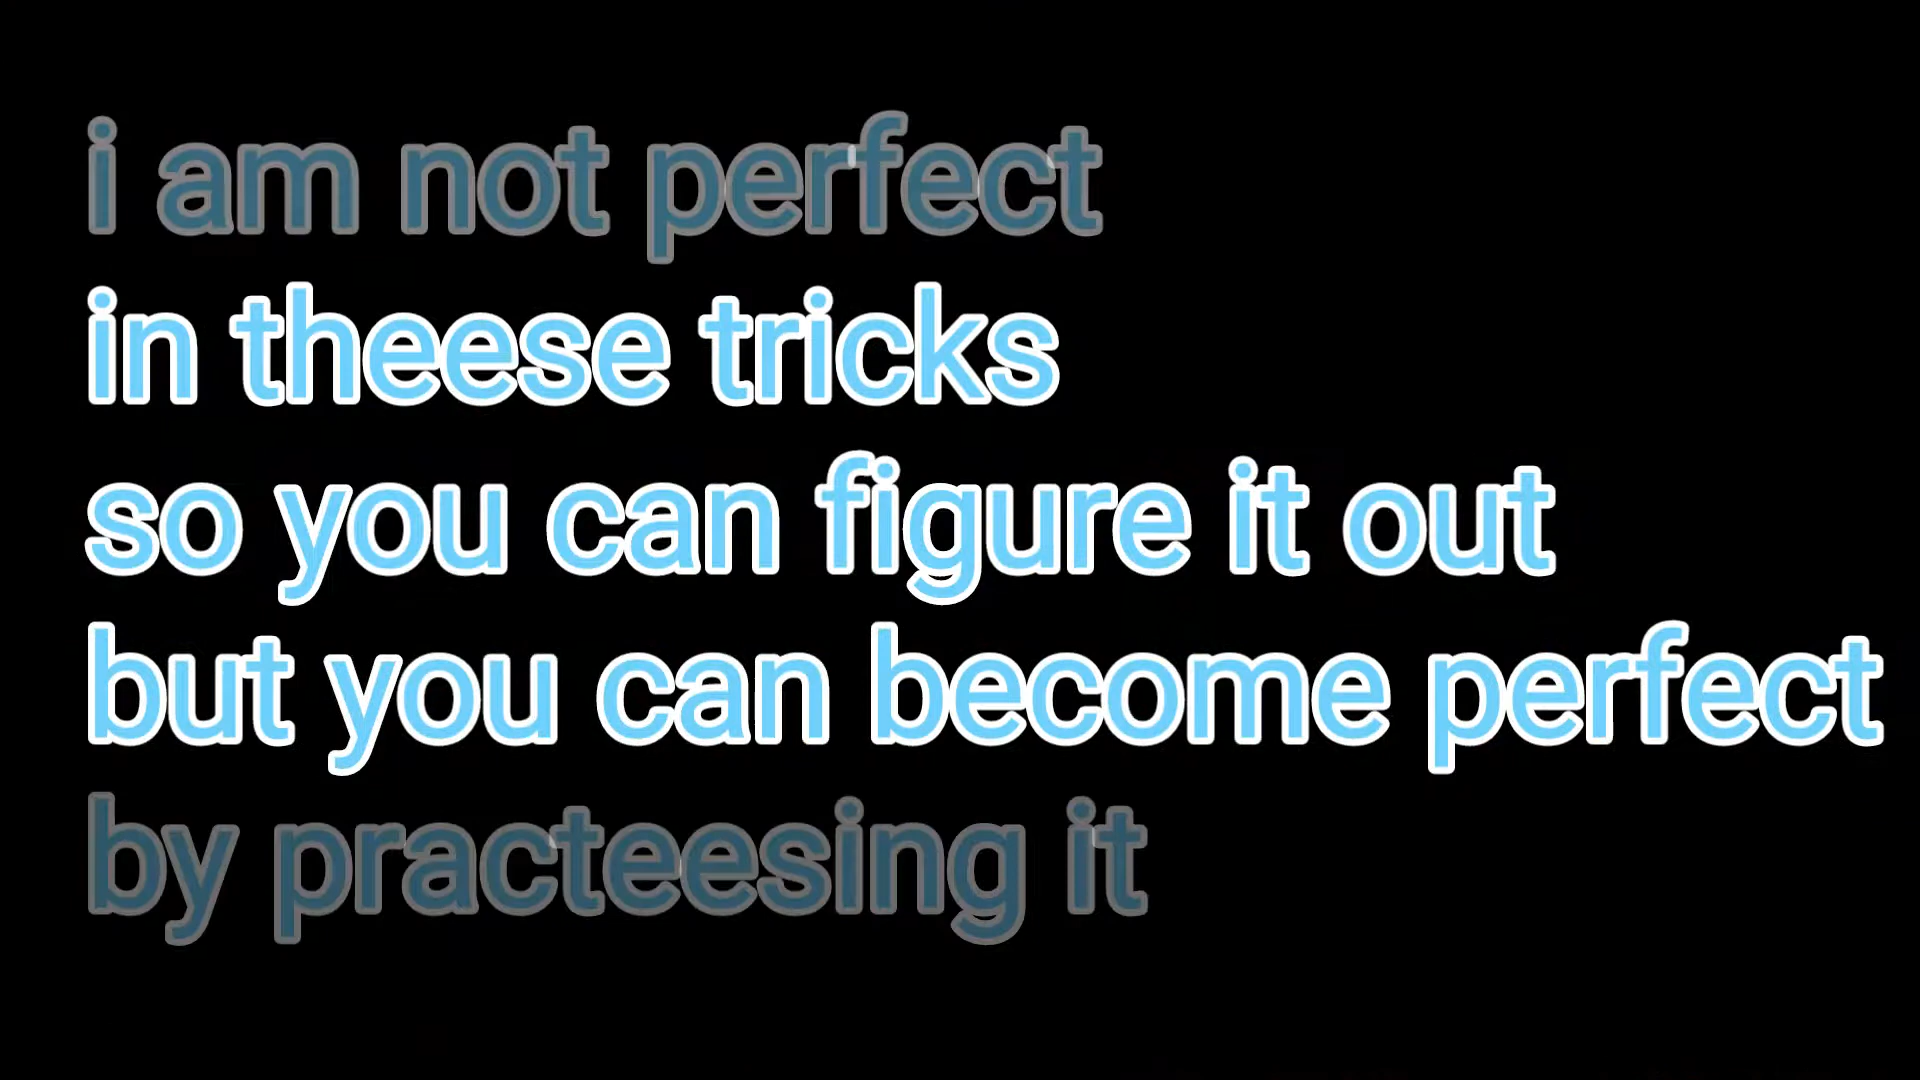 i am not perfect
in theese tricks
so you can figure it out
but you can become perfect
by practeesing it